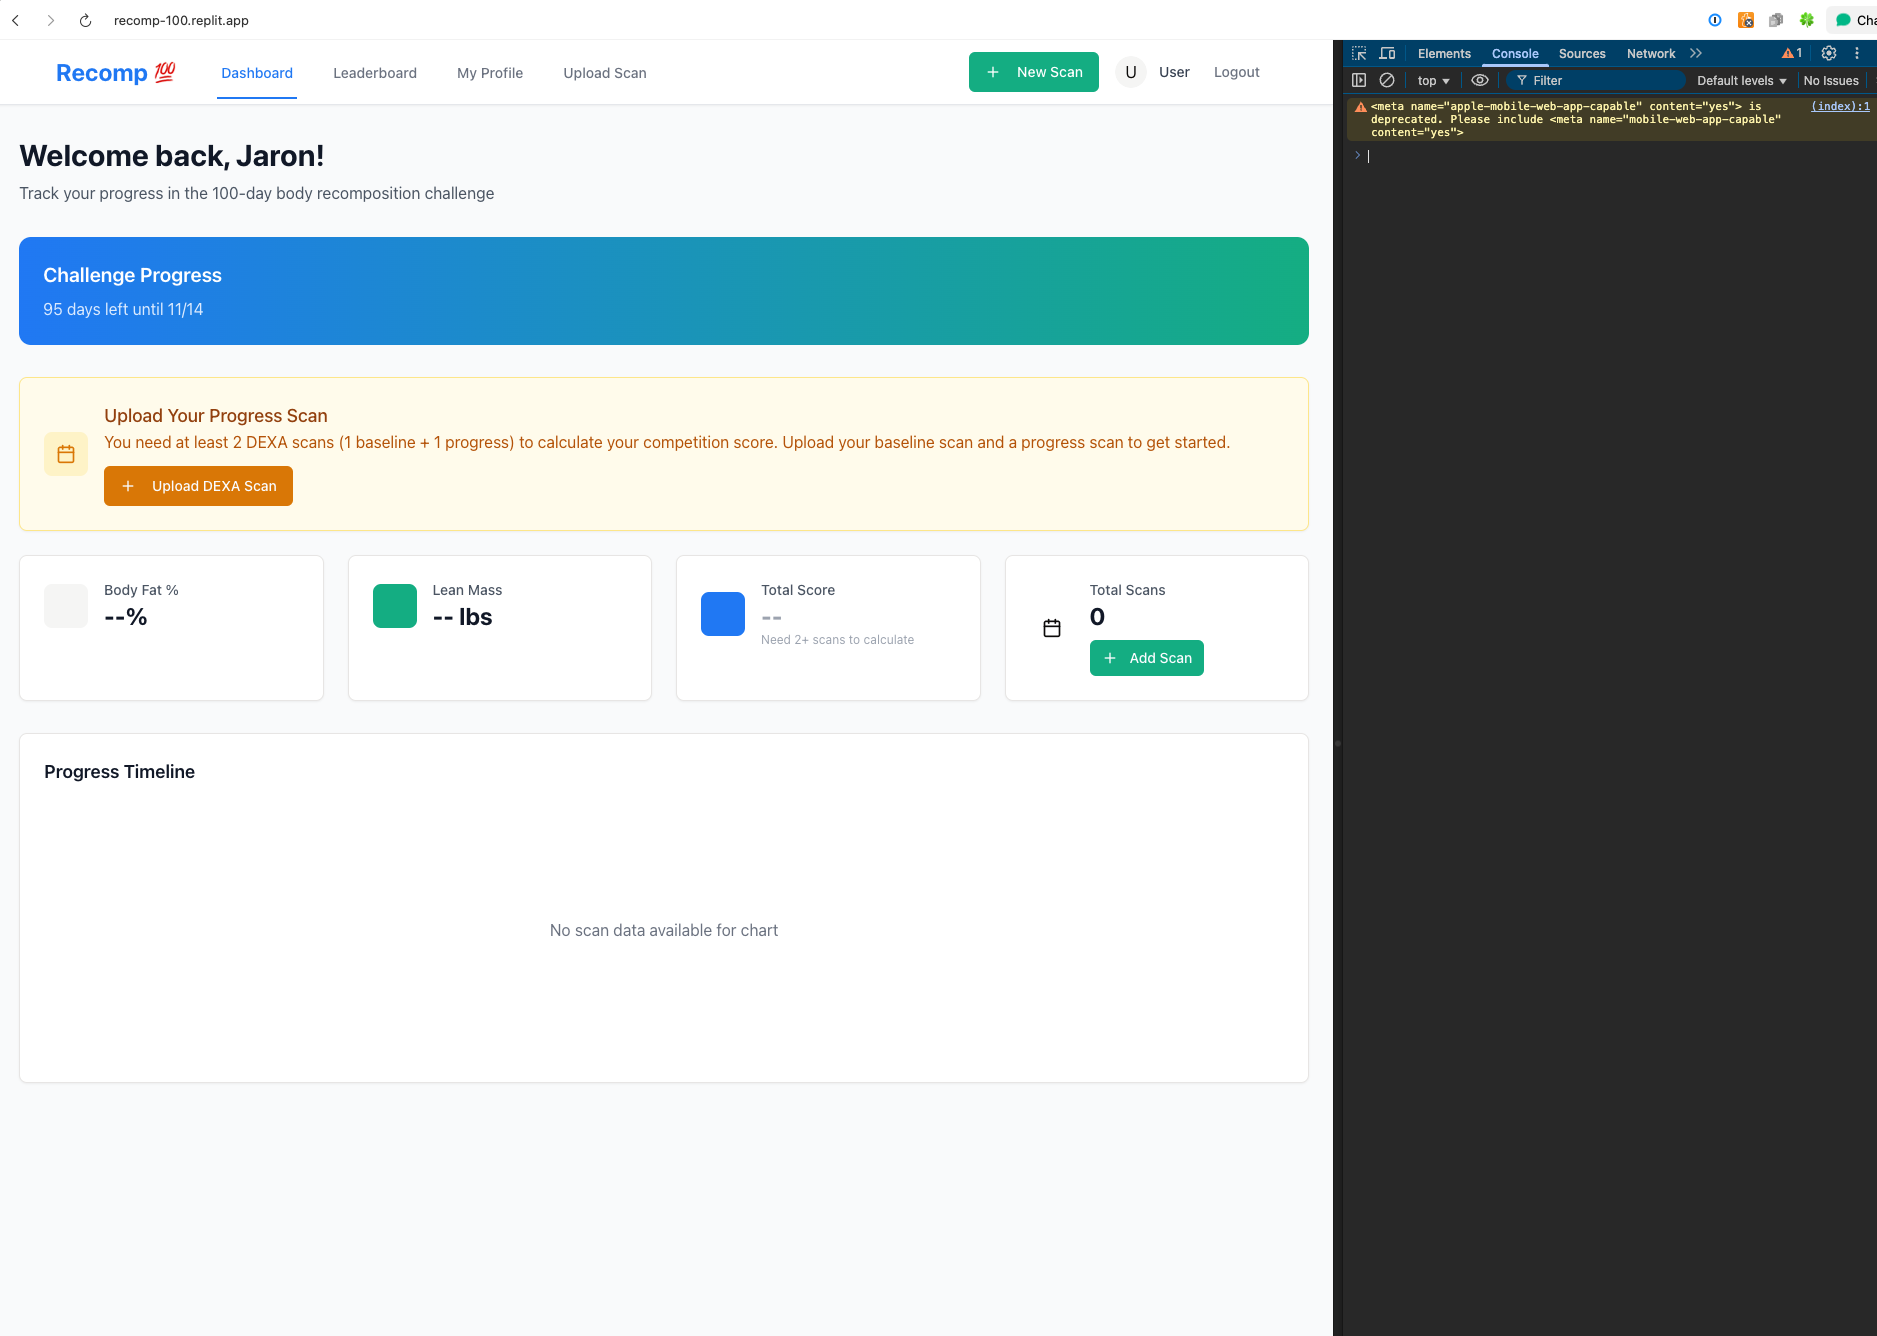 recomp-100.replit.app
Cha
Recomp 💯
Dashboard
Leaderboard
My Profile
Upload Scan
+ New Scan
U
User
Logout
Welcome back, Jaron!
Track your progress in the 100-day body recomposition challenge
Challenge Progress
95 days left until 11/14
Upload Your Progress Scan
You need at least 2 DEXA scans (1 baseline + 1 progress) to calculate your competition score. Upload your baseline scan and a progress scan to get started.
+ Upload DEXA Scan
Body Fat %
--%
Lean Mass
-- lbs
Total Score
--
Need 2+ scans to calculate
Total Scans
0
+ Add Scan
Progress Timeline
No scan data available for chart
Elements
Console
Sources
Network
1
top
Filter
Default levels
No Issues
<meta name="apple-mobile-web-app-capable" content="yes"> is
(index):1
deprecated. Please include <meta name="mobile-web-app-capable"
content="yes">